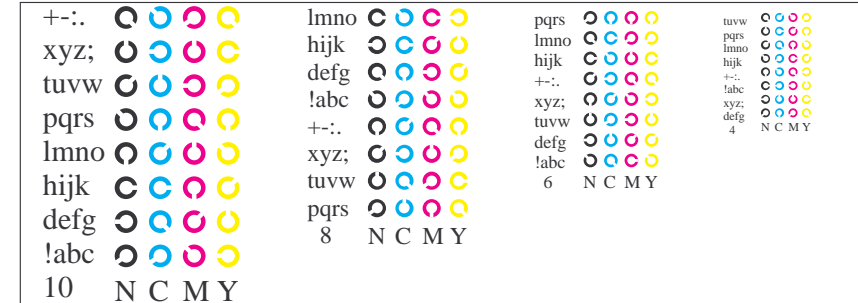 +-:.
xyz;
tuvw
pqrs
lmno
hijk
defg
!abc
10 N C M Y
lmno
hijk
defg
!abc
+-:.
xyz;
tuvw
pqrs
8 N C M Y
pqrs
lmno
hijk
+-:.
xyz;
tuvw
defg
!abc
6 N C M Y
tuvw
pqrs
lmno
hijk
+-:.
!abc
xyz;
defg
4 N C M Y